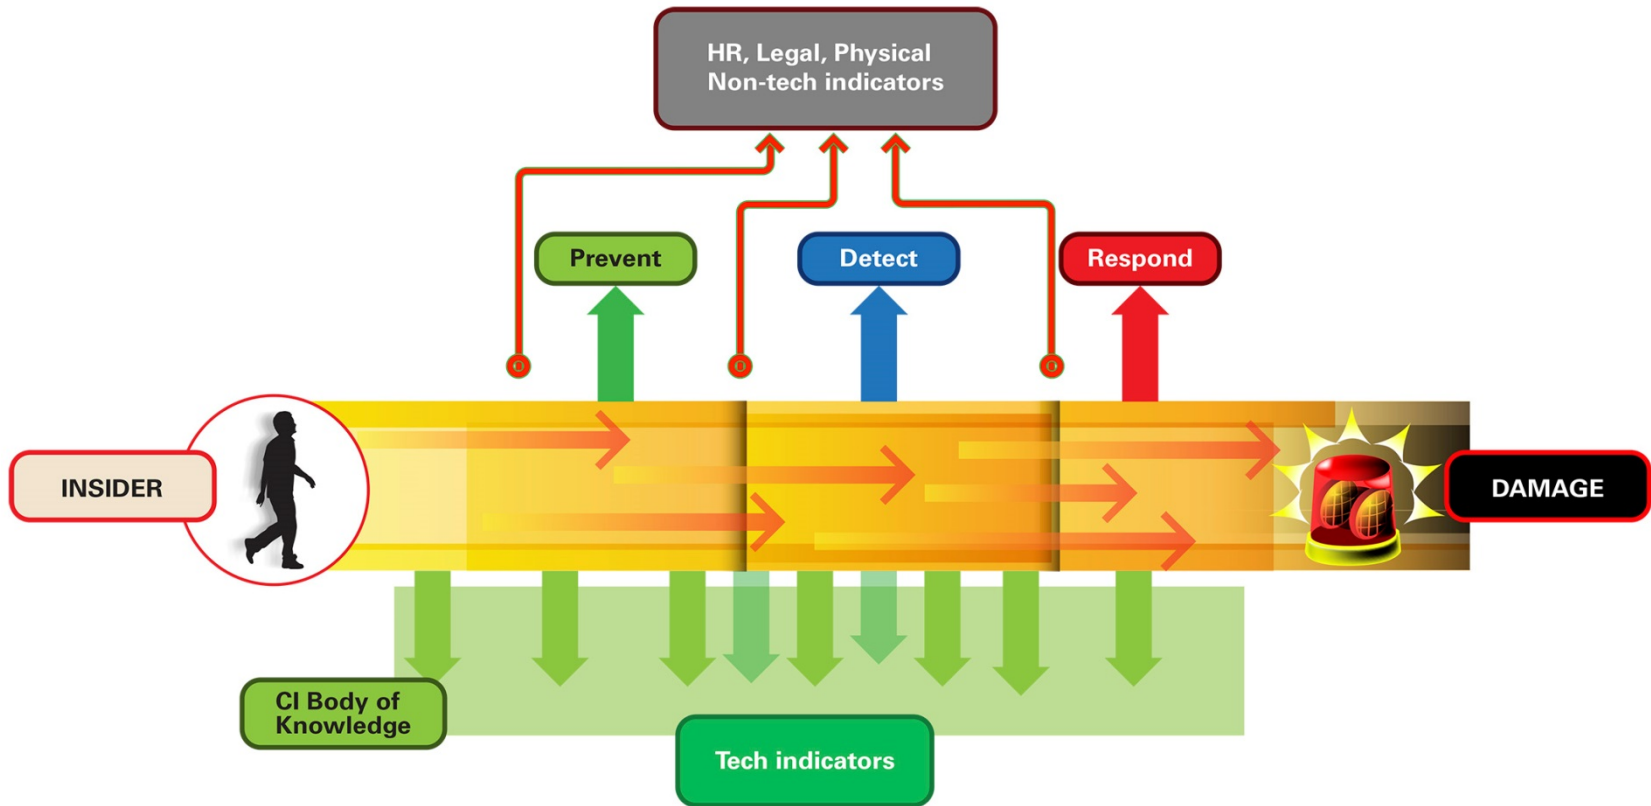 HR, Legal, Physical
Non-tech indicators
Prevent
Detect
Respond
INSIDER
DAMAGE
CI Body of
Knowledge
Tech indicators